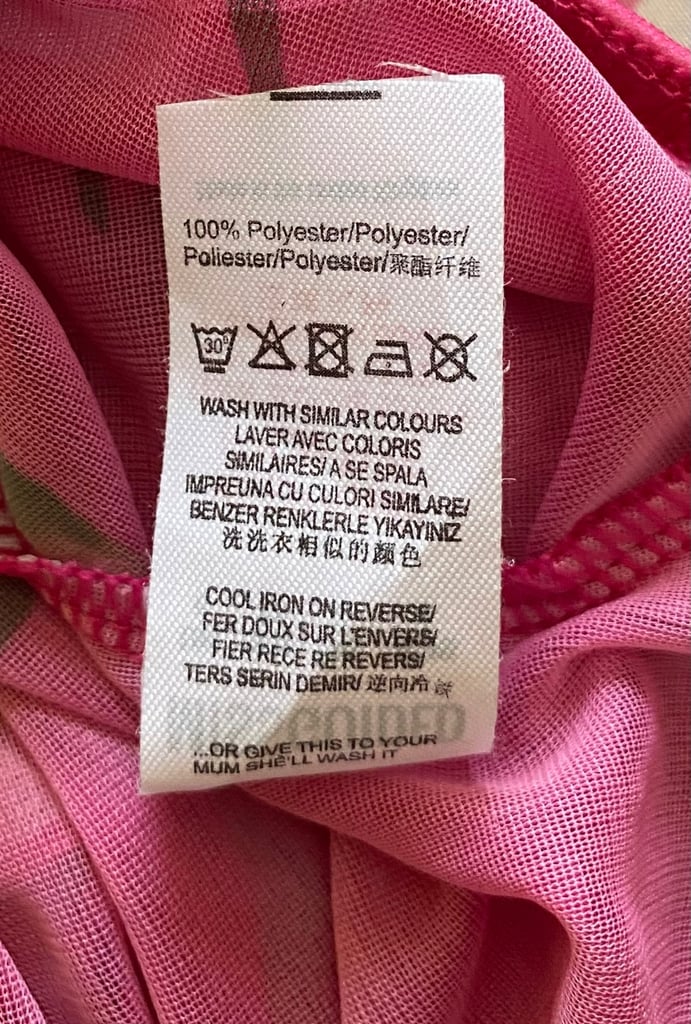 100% Polyester/Polyester/
Poliester/Polyester/聚酯纤维
30°
WASH WITH SIMILAR COLOURS
LAVER AVEC COLORIS
SIMILAIRES/ A SE SPALA
IMPREUNA CU CULORI SIMILARE/
BENZER RENKLERLE YIKAYINIZ
洗洗衣相似的颜色
COOL IRON ON REVERSE/
FER DOUX SUR L'ENVERS/
FIER RECE RE REVERS/
TERS SERIN DEMIR/ 逆向冷
...OR GIVE THIS TO YOUR
MUM SHE'LL WASH IT